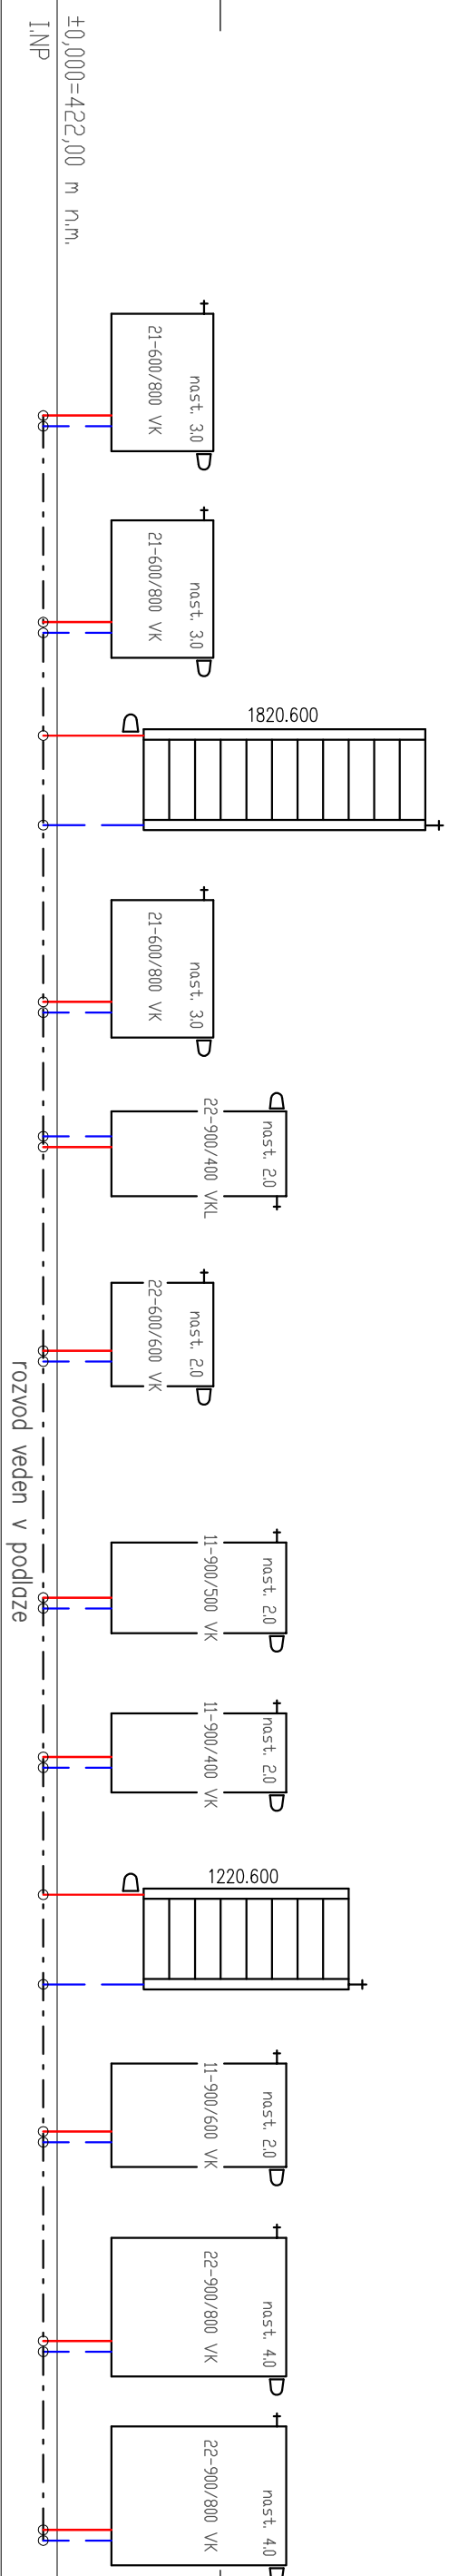 ±0,000=422,00 m n.m.
I.NP
nast. 3.0
21-600/800 VK
nast. 3.0
21-600/800 VK
1820.600
nast. 3.0
21-600/800 VK
nast. 2.0
22-900/400 VKL
nast. 2.0
22-600/600 VK
rozvod veden v podlaze
nast. 2.0
11-900/500 VK
nast. 2.0
11-900/400 VK
1220.600
nast. 2.0
11-900/600 VK
nast. 4.0
22-900/800 VK
nast. 4.0
22-900/800 VK